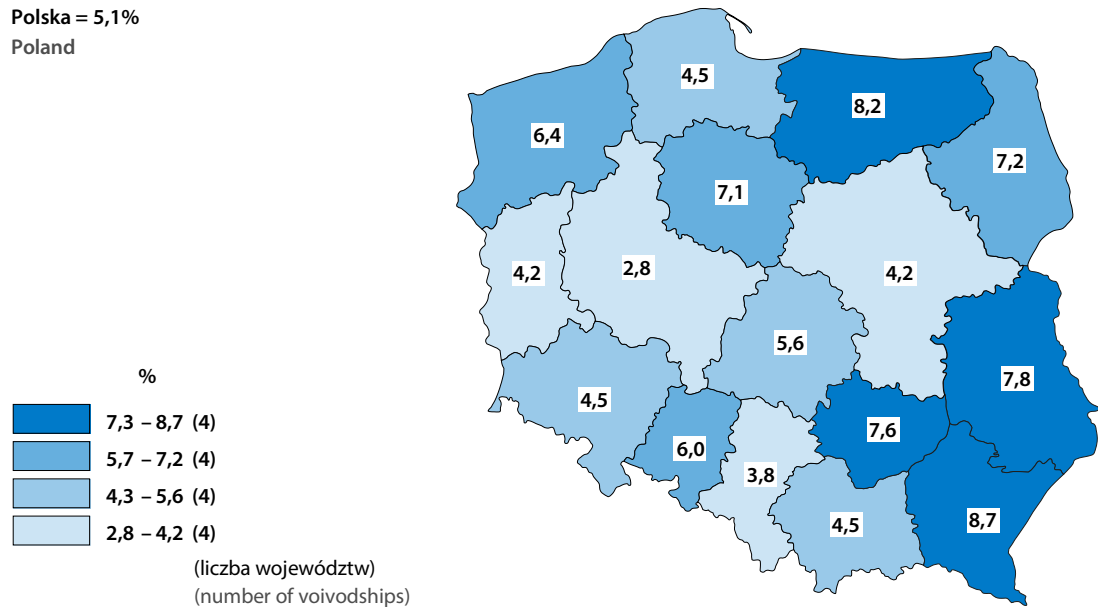 Polska = 5,1%
Poland
4,5
8,2
6,4
7,2
7,1
4,2
2,8
4,2
5,6
7,8
4,5
7,6
6,0
3,8
4,5
8,7
%
7,3 – 8,7 (4)
5,7 – 7,2 (4)
4,3 – 5,6 (4)
2,8 – 4,2 (4)
(liczba województw)
(number of voivodships)